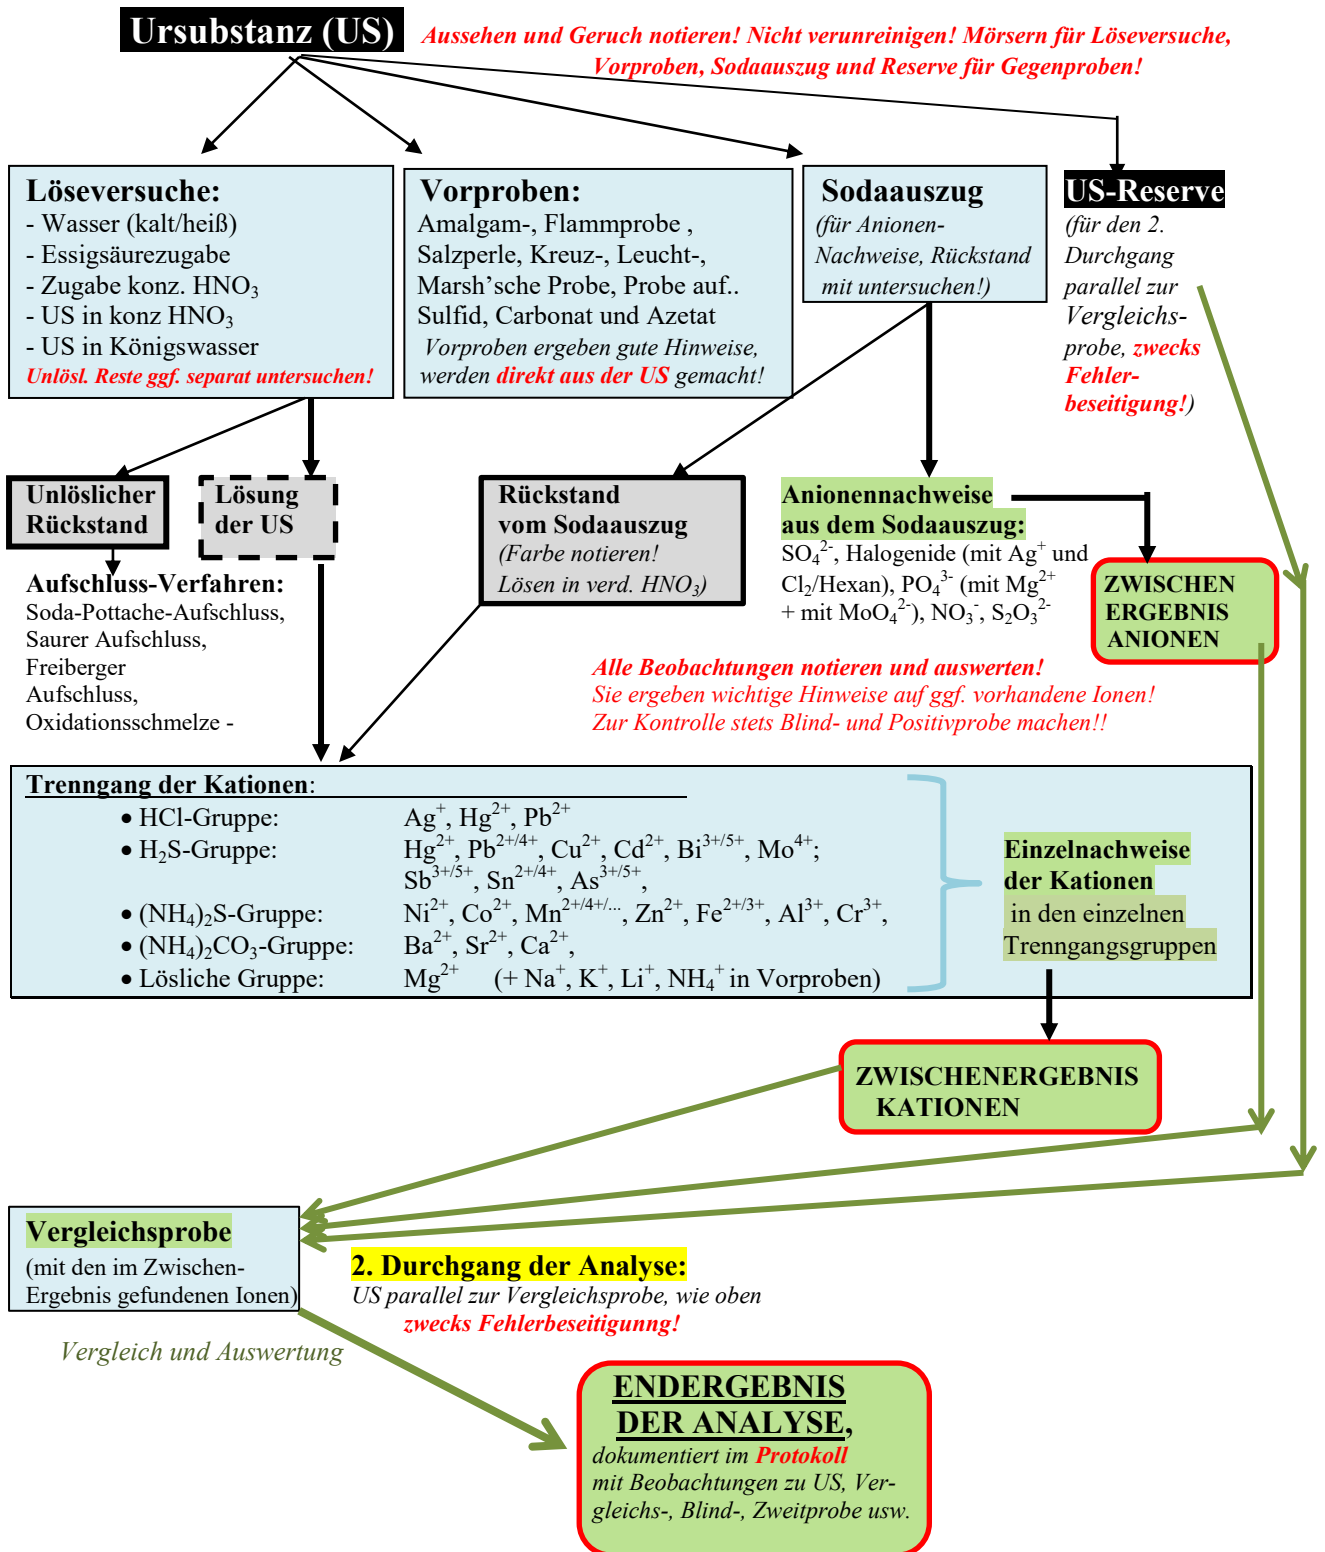 Ursubstanz (US)
Aussehen und Geruch notieren! Nicht verunreinigen! Mörsern für Löseversuche,
Vorproben, Sodaauszug und Reserve für Gegenproben!
Löseversuche:
- Wasser (kalt/heiß)
- Essigsäurezugabe
- Zugabe konz. HNO₃
- US in konz HNO₃
- US in Königswasser
Unlösl. Reste ggf. separat untersuchen!
Vorproben:
Amalgam-, Flammprobe ,
Salzperle, Kreuz-, Leucht-,
Marsh’sche Probe, Probe auf..
Sulfid, Carbonat und Azetat
Vorproben ergeben gute Hinweise,
werden direkt aus der US gemacht!
Sodaauszug
(für Anionen-
Nachweise, Rückstand
mit untersuchen!)
US-Reserve
(für den 2.
Durchgang
parallel zur
Vergleichs-
probe, zwecks
Fehler-
beseitigung!)
Unlöslicher
Rückstand
Lösung
der US
Rückstand
vom Sodaauszug
(Farbe notieren!
Lösen in verd. HNO₃)
Anionennachweise
aus dem Sodaauszug:
SO₄²⁻, Halogenide (mit Ag⁺ und
Cl₂/Hexan), PO₄³⁻ (mit Mg²⁺
+ mit MoO₄²⁻), NO₃⁻, S₂O₃²⁻
ZWISCHEN
ERGEBNIS
ANIONEN
Aufschluss-Verfahren:
Soda-Pottache-Aufschluss,
Saurer Aufschluss,
Freiberger
Aufschluss,
Oxidationsschmelze -
Alle Beobachtungen notieren und auswerten!
Sie ergeben wichtige Hinweise auf ggf. vorhandene Ionen!
Zur Kontrolle stets Blind- und Positivprobe machen!!
Trenngang der Kationen:
• HCl-Gruppe: Ag⁺, Hg²⁺, Pb²⁺
• H₂S-Gruppe: Hg²⁺, Pb²⁺/⁴⁺, Cu²⁺, Cd²⁺, Bi³⁺/⁵⁺, Mo⁴⁺;
Sb³⁺/⁵⁺, Sn²⁺/⁴⁺, As³⁺/⁵⁺,
• (NH₄)₂S-Gruppe: Ni²⁺, Co²⁺, Mn²⁺/⁴⁺/..., Zn²⁺, Fe²⁺/³⁺, Al³⁺, Cr³⁺,
• (NH₄)₂CO₃-Gruppe: Ba²⁺, Sr²⁺, Ca²⁺,
• Lösliche Gruppe: Mg²⁺ (+ Na⁺, K⁺, Li⁺, NH₄⁺ in Vorproben)
Einzelnachweise
der Kationen
in den einzelnen
Trenngangsgruppen
ZWISCHENERGEBNIS
KATIONEN
Vergleichsprobe
(mit den im Zwischen-
Ergebnis gefundenen Ionen)
2. Durchgang der Analyse:
US parallel zur Vergleichsprobe, wie oben
zwecks Fehlerbeseitigunng!
Vergleich und Auswertung
ENDERGEBNIS
DER ANALYSE,
dokumentiert im Protokoll
mit Beobachtungen zu US, Ver-
gleichs-, Blind-, Zweitprobe usw.